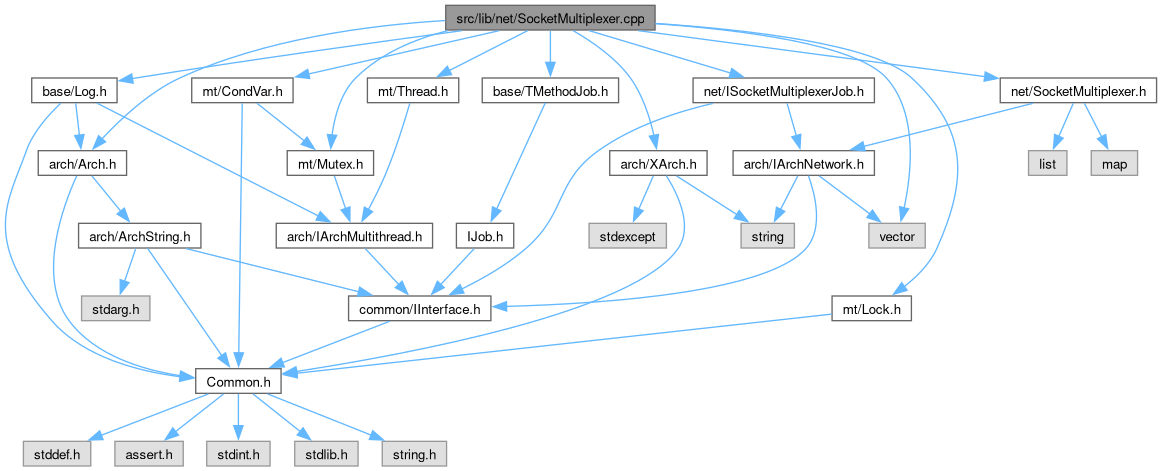 src/lib/net/SocketMultiplexer.cpp
base/Log.h
mt/CondVar.h
mt/Thread.h
base/TMethodJob.h
net/ISocketMultiplexerJob.h
net/SocketMultiplexer.h
arch/Arch.h
mt/Mutex.h
arch/XArch.h
arch/IArchNetwork.h
list
map
arch/ArchString.h
arch/IArchMultithread.h
IJob.h
stdexcept
string
vector
stdarg.h
common/IInterface.h
mt/Lock.h
Common.h
stddef.h
assert.h
stdint.h
stdlib.h
string.h